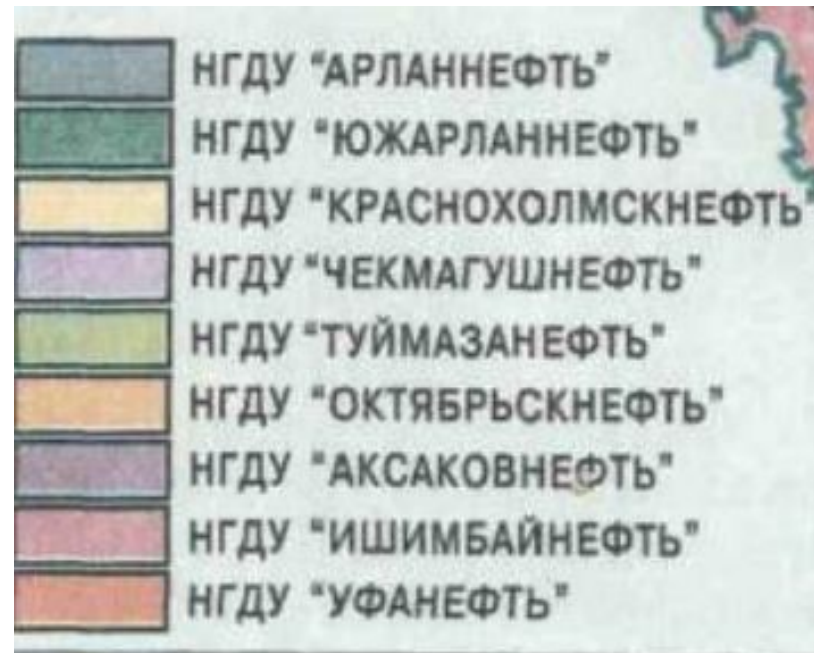 НГДУ "АРЛАННЕФТЬ"
НГДУ "ЮЖАРЛАННЕФТЬ"
НГДУ "КРАСНОХОЛМСКНЕФТЬ"
НГДУ "ЧЕКМАГУШНЕФТЬ"
НГДУ "ТУЙМАЗАНЕФТЬ"
НГДУ "ОКТЯБРЬСКНЕФТЬ"
НГДУ "АКСАКОВНЕФТЬ"
НГДУ "ИШИМБАЙНЕФТЬ"
НГДУ "УФАНЕФТЬ"